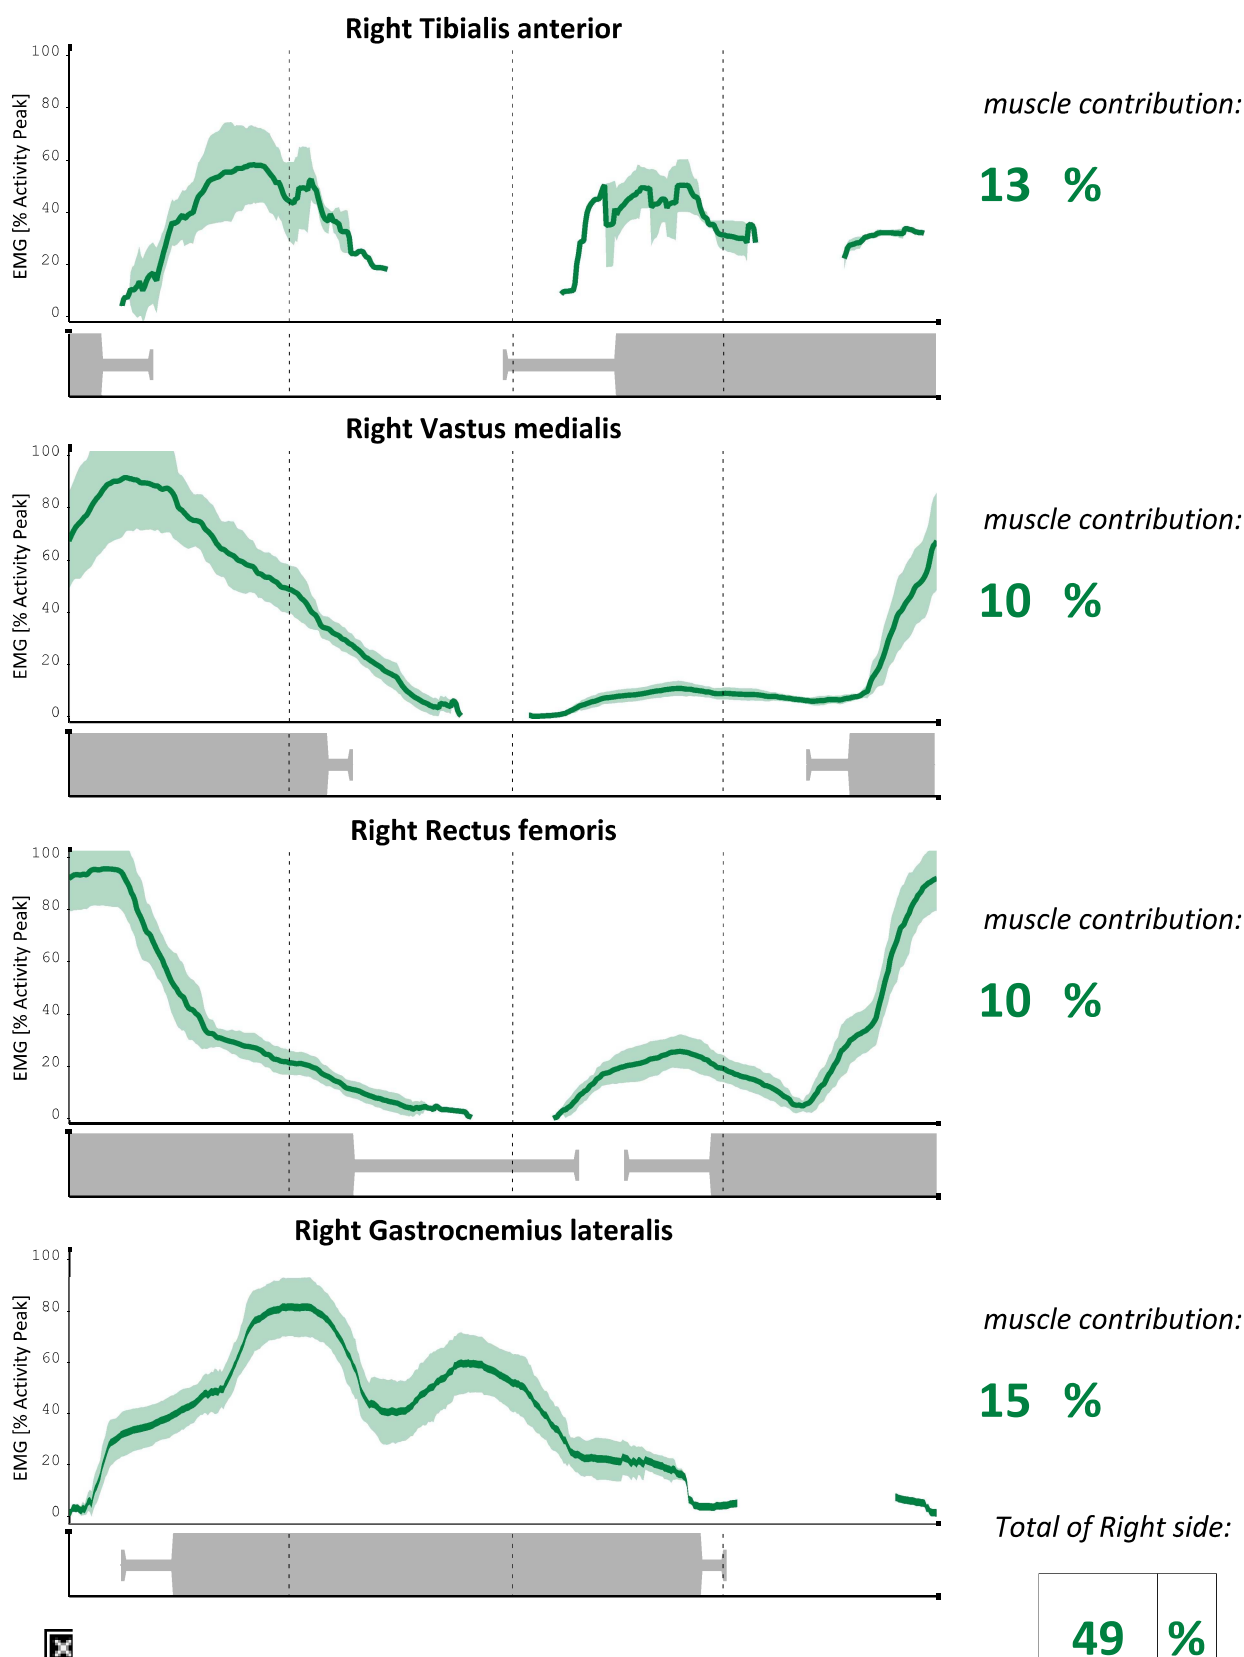 Right Tibialis anterior
EMG [% Activity Peak]
100
80
60
40
20
0
muscle contribution:
13 %
Right Vastus medialis
EMG [% Activity Peak]
100
80
60
40
20
0
muscle contribution:
10 %
Right Rectus femoris
EMG [% Activity Peak]
100
80
60
40
20
0
muscle contribution:
10 %
Right Gastrocnemius lateralis
EMG [% Activity Peak]
100
80
60
40
20
0
muscle contribution:
15 %
Total of Right side:
49 %